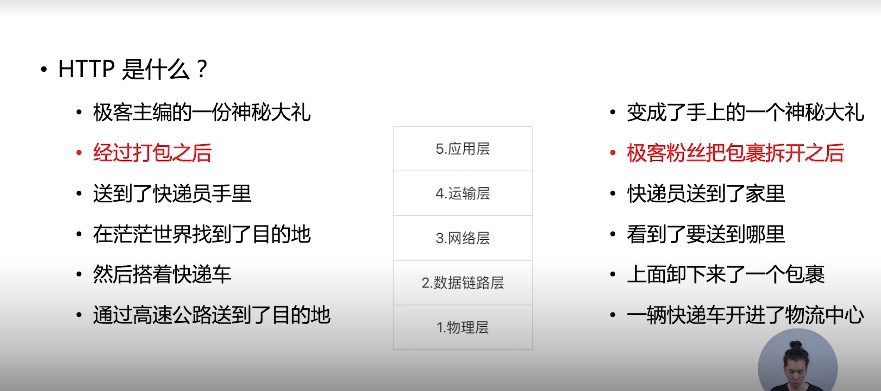 HTTP 是什么？
极客主编的一份神秘大礼
经过打包之后
送到了快递员手里
在茫茫世界找到了目的地
然后搭着快递车
通过高速公路送到了目的地
5.应用层
4.运输层
3.网络层
2.数据链路层
1.物理层
变成了手上的一个神秘大礼
极客粉丝把包裹拆开之后
快递员送到了家里
看到了要送到哪里
上面卸下来了一个包裹
一辆快递车开进了物流中心